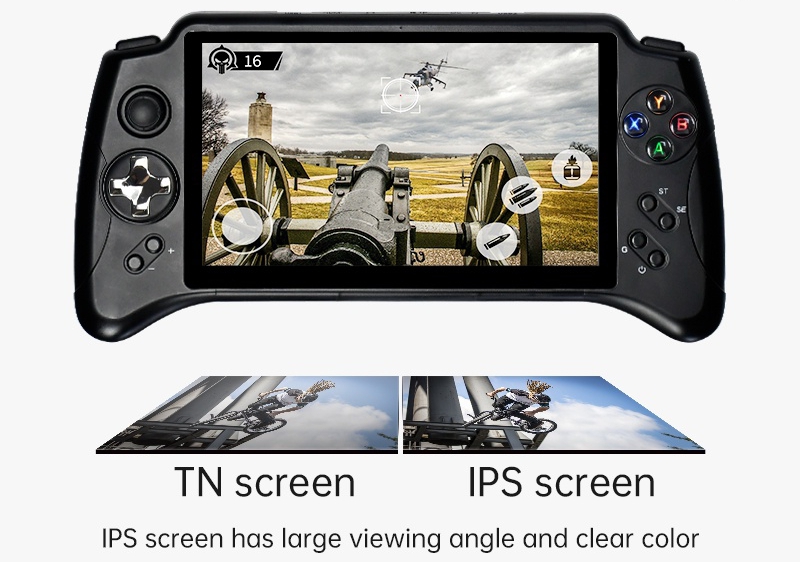 16
Y
X
B
A
ST
SE
G
+
−
TN screen
IPS screen
IPS screen has large viewing angle and clear color